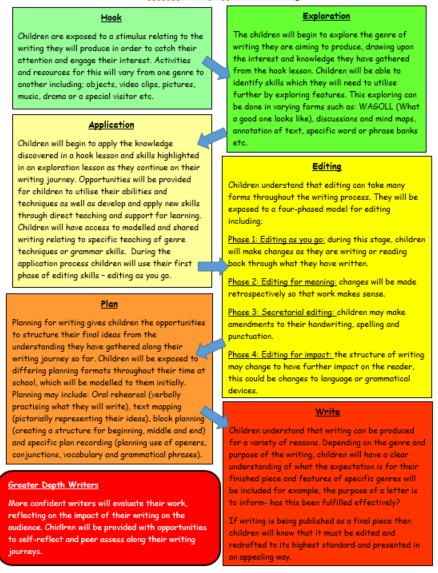 Hook
Children are exposed to a stimulus relating to the
writing they will produce in order to catch their
attention and engage their interest. Activities
and resources for this will vary from one genre to
another including; objects, video clips, pictures,
music, drama or a special visitor etc.
Exploration
The children will begin to explore the genre of
writing they are aiming to produce, drawing upon
the interest and knowledge they have gathered
from the hook lesson. Children will be able to
identify skills which they will need to utilise
further by exploring features. This exploring can
be done in varying forms such as: WAGOLL (What
a good one looks like), discussions and mind maps,
annotation of text, specific word or phrase banks
etc.
Application
Children will begin to apply the knowledge
discovered in a hook lesson and skills highlighted
in an exploration lesson as they continue on their
writing journey. Opportunities will be provided
for children to utilise their abilities and
techniques as well as develop and apply new skills
through direct teaching and support for learning.
Children will have access to modelled and shared
writing relating to specific teaching of genre
techniques or grammar skills. During the
application process children will use their first
phase of editing skills – editing as you go.
Editing
Children understand that editing can take many
forms throughout the writing process. They will be
exposed to a four-phased model for editing
including;
Phase 1: Editing as you go: during this stage, children
will make changes as they are writing or reading
back through what they have written.
Phase 2: Editing for meaning: changes will be made
retrospectively so that work makes sense.
Phase 3: Secretarial editing: children may make
amendments to their handwriting, spelling and
punctuation.
Phase 4: Editing for impact: the structure of writing
may change to have further impact on the reader,
this could be changes to language or grammatical
devices.
Plan
Planning for writing gives children the opportunities
to structure their final ideas from the
understanding they have gathered along their
writing journey so far. Children will be exposed to
differing planning formats throughout their time at
school, which will be modelled to them initially.
Planning may include: Oral rehearsal (verbally
practising what they will write), text mapping
(pictorially representing their ideas), block planning
(creating a structure for beginning, middle and end)
and specific plan recording (planning use of openers,
conjunctions, vocabulary and grammatical phrases).
Write
Children understand that writing can be produced
for a variety of reasons. Depending on the genre and
purpose of the writing, children will have a clear
understanding of what the expectation is for their
finished piece and features of specific genres will
be included for example, the purpose of a letter is
to inform- has this been fulfilled effectively?
If writing is being published as a final piece then
children will know that it must be edited and
redrafted to its highest standard and presented in
an appealing way.
Greater Depth Writers
More confident writers will evaluate their work,
reflecting on the impact of their writing on the
audience. Chidlren will be provided with opportunities
to self-reflect and peer assess along their writing
journeys.